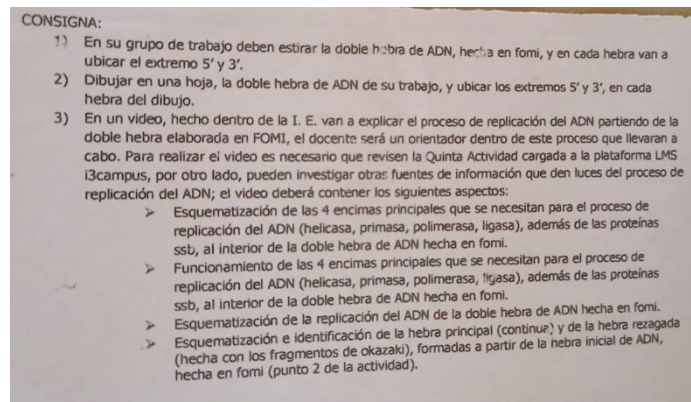 CONSIGNA:
1) En su grupo de trabajo deben estirar la doble hebra de ADN, hecha en fomi, y en cada hebra van a
ubicar el extremo 5' y 3'.
2) Dibujar en una hoja, la doble hebra de ADN de su trabajo, y ubicar los extremos 5' y 3', en cada
hebra del dibujo.
3) En un video, hecho dentro de la I. E. van a explicar el proceso de replicación del ADN partiendo de la
doble hebra elaborada en FOMI, el docente será un orientador dentro de este proceso que llevaran a
cabo. Para realizar el video es necesario que revisen la Quinta Actividad cargada a la plataforma LMS
i3campus, por otro lado, pueden investigar otras fuentes de información que den luces del proceso de
replicación del ADN; el video deberá contener los siguientes aspectos:
➢ Esquematización de las 4 encimas principales que se necesitan para el proceso de
replicación del ADN (helicasa, primasa, polimerasa, ligasa), además de las proteínas
ssb, al interior de la doble hebra de ADN hecha en fomi.
➢ Funcionamiento de las 4 encimas principales que se necesitan para el proceso de
replicación del ADN (helicasa, primasa, polimerasa, ligasa), además de las proteínas
ssb, al interior de la doble hebra de ADN hecha en fomi.
➢ Esquematización de la replicación del ADN de la doble hebra de ADN hecha en fomi.
➢ Esquematización e identificación de la hebra principal (continua) y de la hebra rezagada
(hecha con los fragmentos de okazaki), formadas a partir de la hebra inicial de ADN,
hecha en fomi (punto 2 de la actividad).